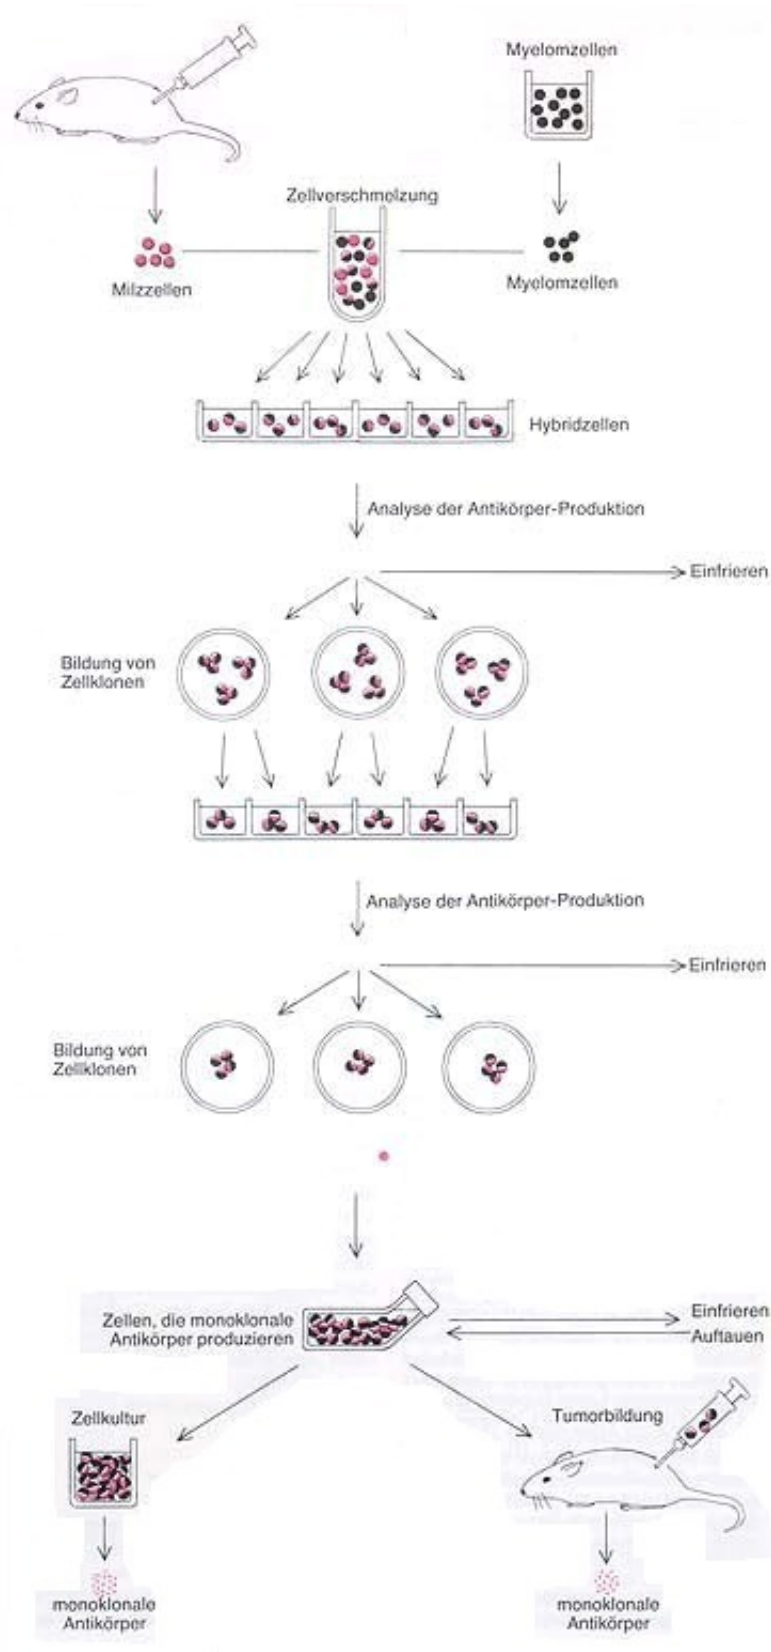 Myelomzellen
Zellverschmelzung
Milzzellen
Myelomzellen
Hybridzellen
Analyse der Antikörper-Produktion
Einfrieren
Bildung von
Zellklonen
Analyse der Antikörper-Produktion
Einfrieren
Bildung von
Zellklonen
Zellen, die monoklonale
Antikörper produzieren
Einfrieren
Auftauen
Zellkultur
Tumorbildung
monoklonale
Antikörper
monoklonale
Antikörper